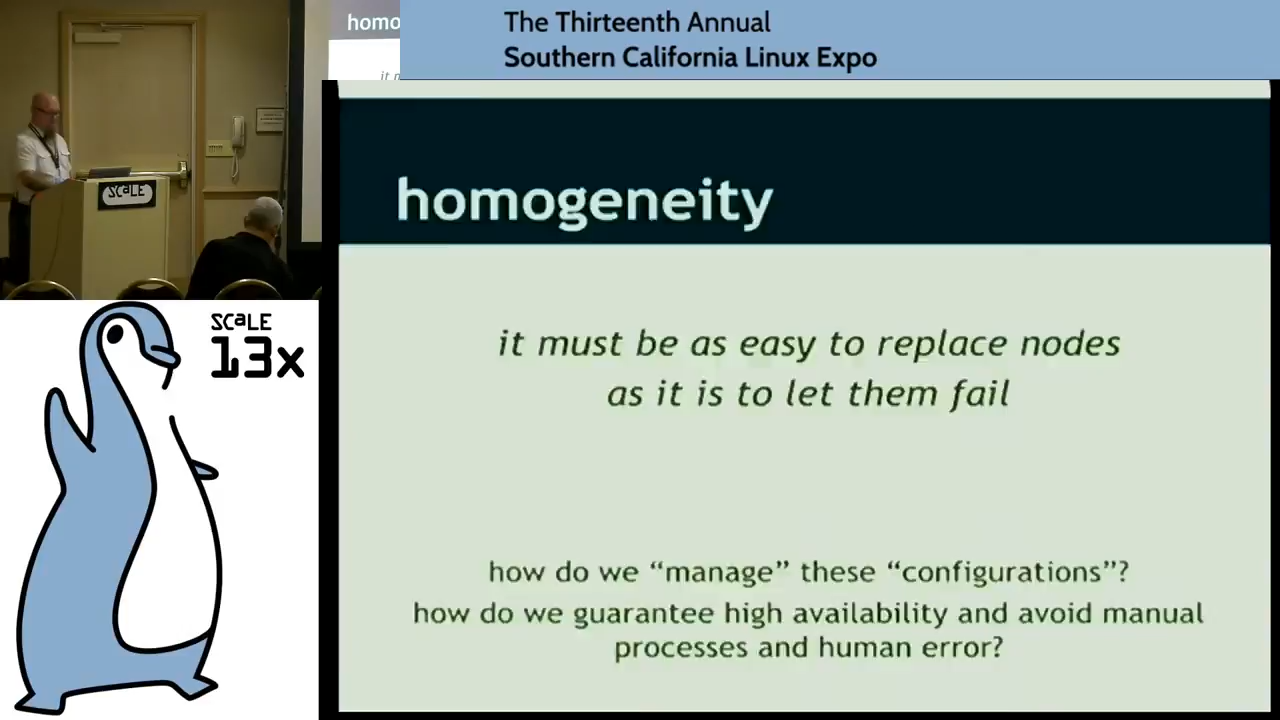 homo
The Thirteenth Annual
Southern California Linux Expo
it m
SCaLE
homogeneity
SCaLE
13x
it must be as easy to replace nodes
as it is to let them fail
how do we “manage” these “configurations”?
how do we guarantee high availability and avoid manual
processes and human error?